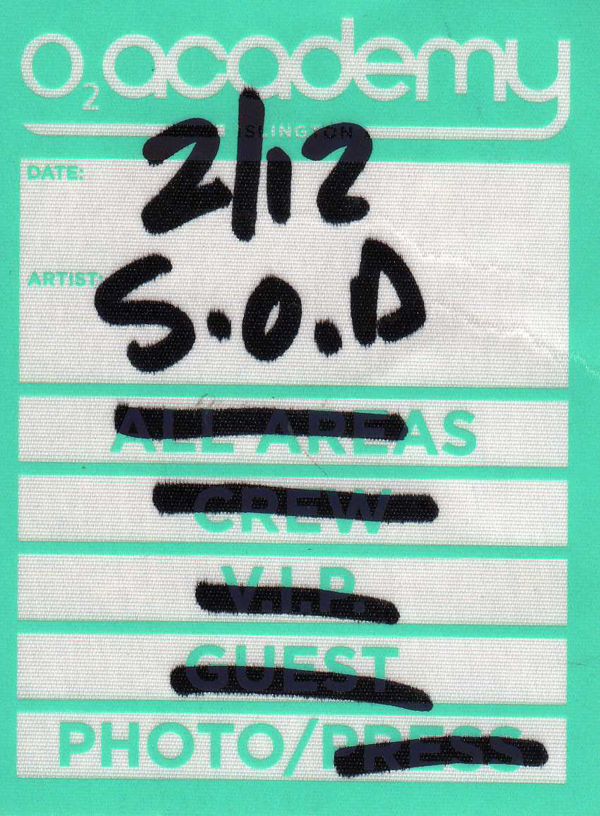 O2 academy
ISLINGTON
DATE:
2/12
ARTIST:
S.O.D
ALL AREAS
CREW
V.I.P.
GUEST
PHOTO/PRESS